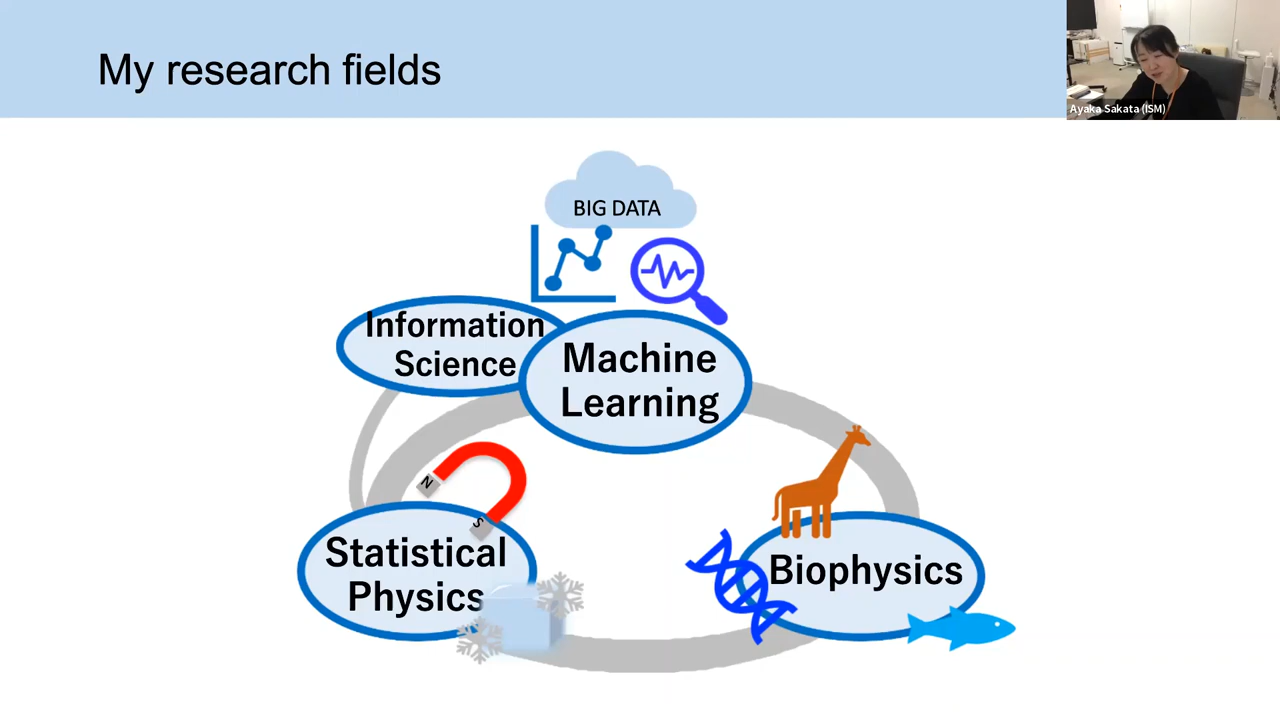 My research fields
Ayaka Sakata (ISM)
BIG DATA
Information
Science
Machine
Learning
N
S
Statistical
Physics
Biophysics